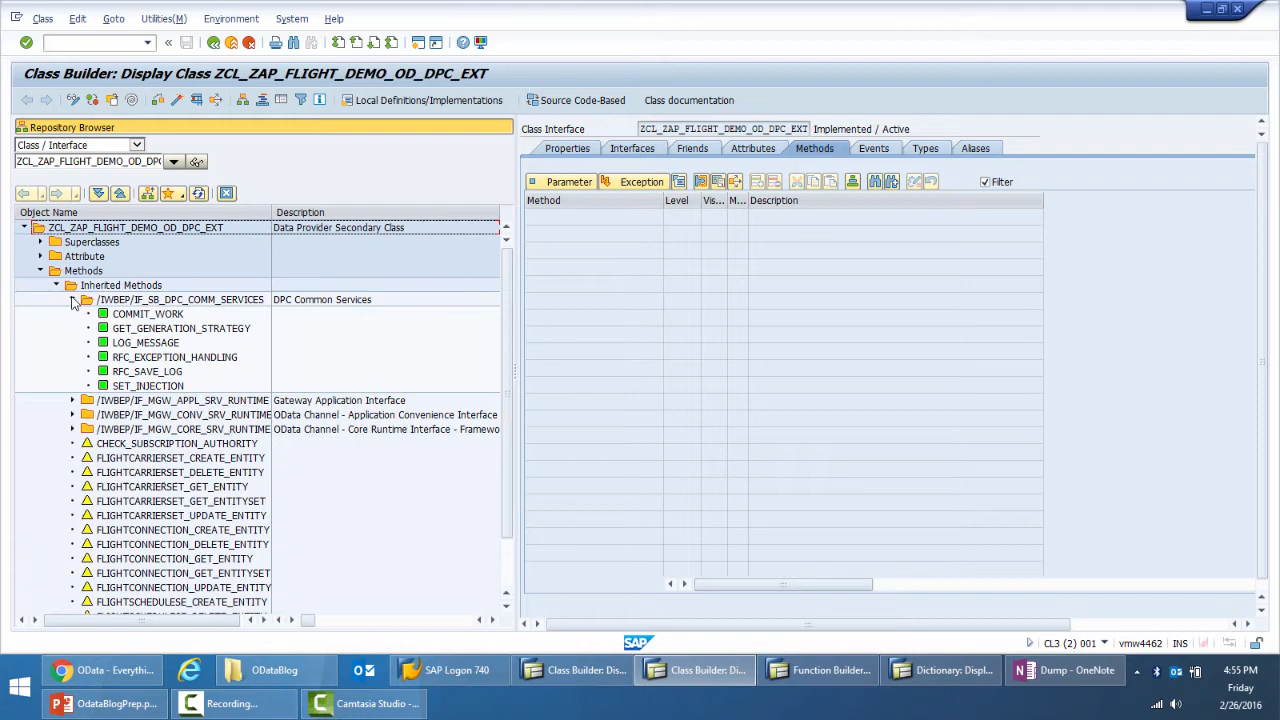 Class Edit Goto Utilities(M) Environment System Help
Class Builder: Display Class ZCL_ZAP_FLIGHT_DEMO_OD_DPC_EXT
Local Definitions/Implementations Source Code-Based Class documentation
Repository Browser
Class / Interface
ZCL_ZAP_FLIGHT_DEMO_OD_DPC
Class Interface ZCL_ZAP_FLIGHT_DEMO_OD_DPC_EXT Implemented / Active
Properties Interfaces Friends Attributes Methods Events Types Aliases
Parameter Exception Filter
Method Level Vis... M... Description
Object Name Description
ZCL_ZAP_FLIGHT_DEMO_OD_DPC_EXT Data Provider Secondary Class
Superclasses
Attribute
Methods
Inherited Methods
/IWBEP/IF_SB_DPC_COMM_SERVICES DPC Common Services
COMMIT_WORK
GET_GENERATION_STRATEGY
LOG_MESSAGE
RFC_EXCEPTION_HANDLING
RFC_SAVE_LOG
SET_INJECTION
/IWBEP/IF_MGW_APPL_SRV_RUNTIME Gateway Application Interface
/IWBEP/IF_MGW_CONV_SRV_RUNTIME OData Channel - Application Convenience Interface
/IWBEP/IF_MGW_CORE_SRV_RUNTIME OData Channel - Core Runtime Interface - Framewo
CHECK_SUBSCRIPTION_AUTHORITY
FLIGHTCARRIERSET_CREATE_ENTITY
FLIGHTCARRIERSET_DELETE_ENTITY
FLIGHTCARRIERSET_GET_ENTITY
FLIGHTCARRIERSET_GET_ENTITYSET
FLIGHTCARRIERSET_UPDATE_ENTITY
FLIGHTCONNECTION_CREATE_ENTITY
FLIGHTCONNECTION_DELETE_ENTITY
FLIGHTCONNECTION_GET_ENTITY
FLIGHTCONNECTION_GET_ENTITYSET
FLIGHTCONNECTION_UPDATE_ENTITY
FLIGHTSCHEDULESE_CREATE_ENTITY
SAP CL3 (2) 001 vmw4462 INS
OData - Everythi... ODataBlog SAP Logon 740 Class Builder: Dis... Class Builder: Di... Function Builder... Dictionary: Displ... Dump - OneNote 4:55 PM
Friday
OdataBlogPrep.p... Recording... Camtasia Studio -... 2/26/2016